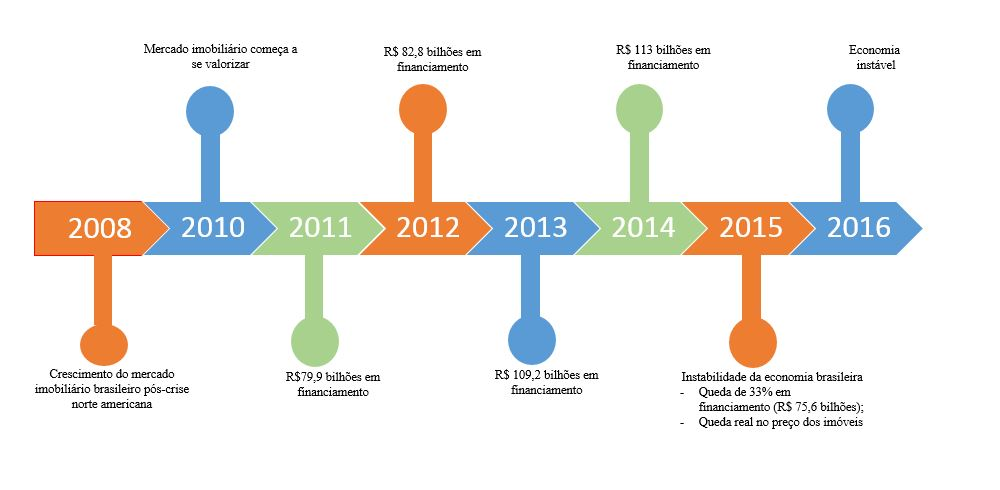 Mercado imobiliário começa a
se valorizar
R$ 82,8 bilhões em
financiamento
R$ 113 bilhões em
financiamento
Economia
instável
2008
2010
2011
2012
2013
2014
2015
2016
Crescimento do mercado
imobiliário brasileiro pós-crise
norte americana
R$79,9 bilhões em
financiamento
R$ 109,2 bilhões em
financiamento
Instabilidade da economia brasileira
- Queda de 33% em
financiamento (R$ 75,6 bilhões);
- Queda real no preço dos imóveis